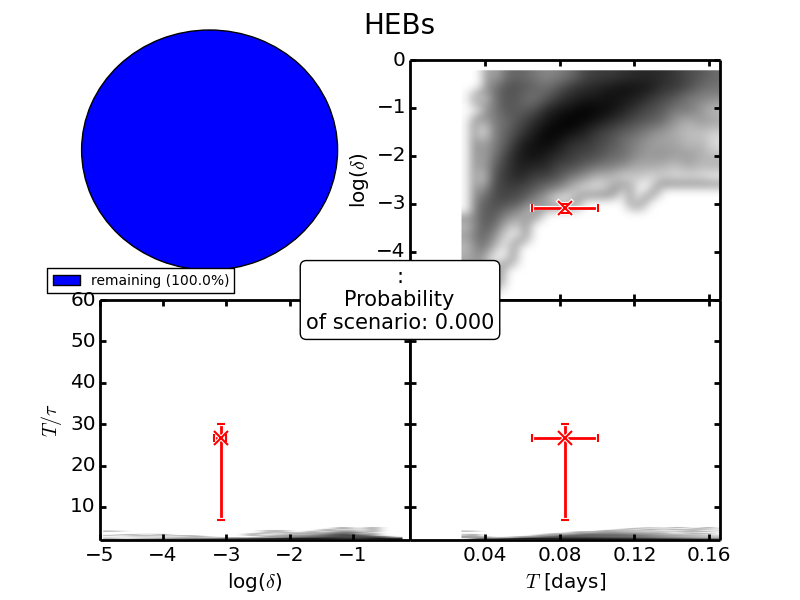 HEBs
0
−1
−2
−3
−4
log(δ)
remaining (100.0%)
:
Probability
of scenario: 0.000
60
50
40
30
20
10
T/τ
−5 −4 −3 −2 −1
log(δ)
0.04 0.08 0.12 0.16
T [days]